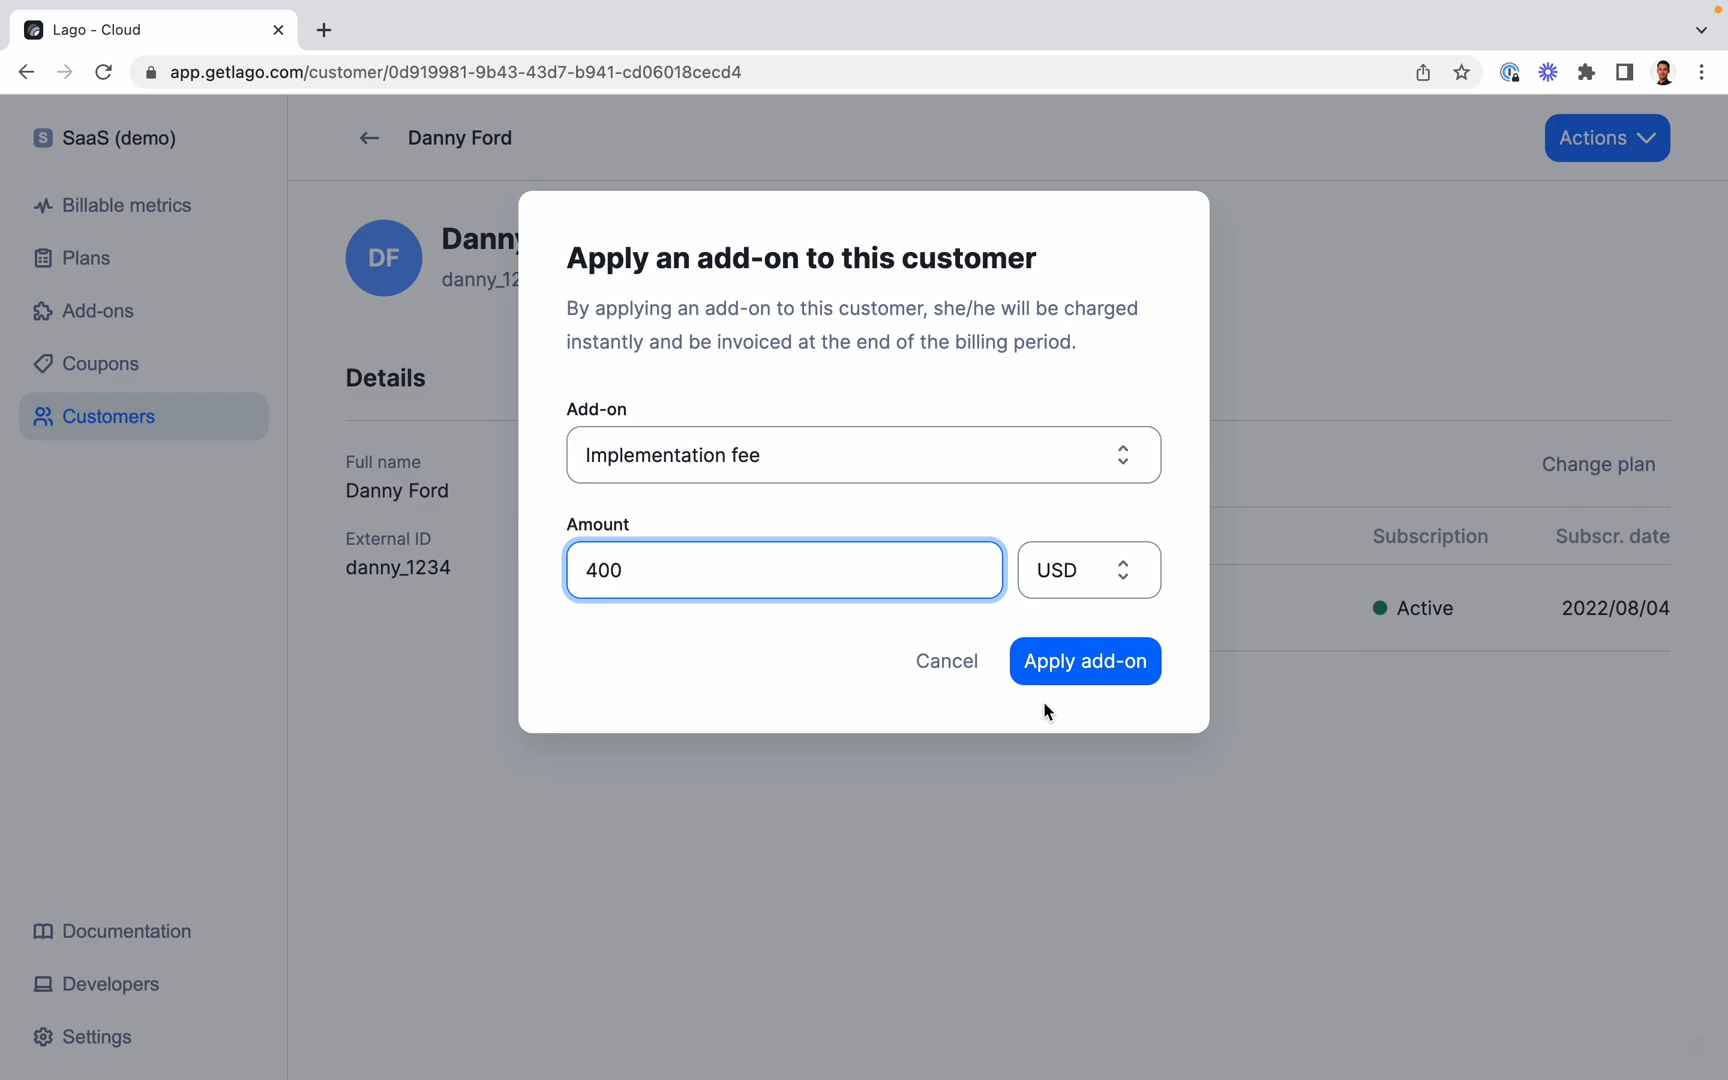 Lago - Cloud
app.getlago.com/customer/0d919981-9b43-43d7-b941-cd06018cecd4
S SaaS (demo)
Danny Ford
Actions
Billable metrics
Plans
Add-ons
Coupons
Customers
Documentation
Developers
Settings
DF
Danny
danny_12
Details
Full name
Danny Ford
External ID
danny_1234
Apply an add-on to this customer
By applying an add-on to this customer, she/he will be charged
instantly and be invoiced at the end of the billing period.
Add-on
Implementation fee
Amount
400 USD
Cancel Apply add-on
Change plan
Subscription Subscr. date
Active 2022/08/04